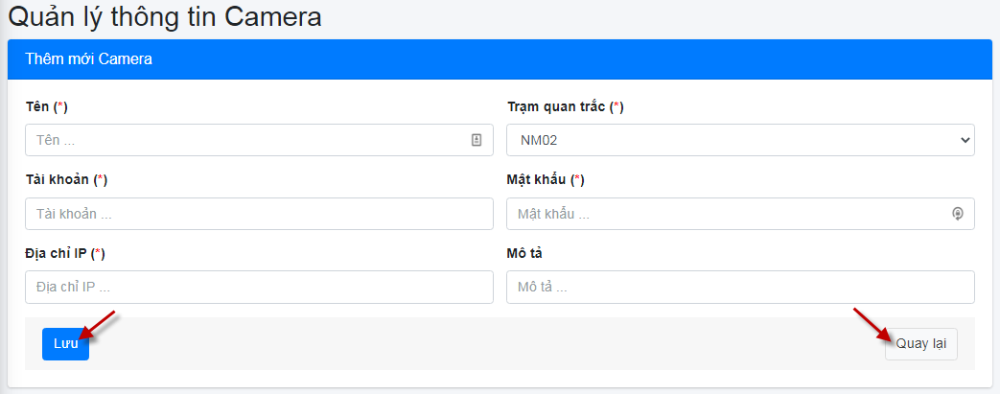 Quản lý thông tin Camera
Thêm mới Camera
Tên (*)
Trạm quan trắc (*)
Tên ...
NM02
Tài khoản (*)
Mật khẩu (*)
Tài khoản ...
Mật khẩu ...
Địa chỉ IP (*)
Mô tả
Địa chỉ IP ...
Mô tả ...
Lưu
Quay lại